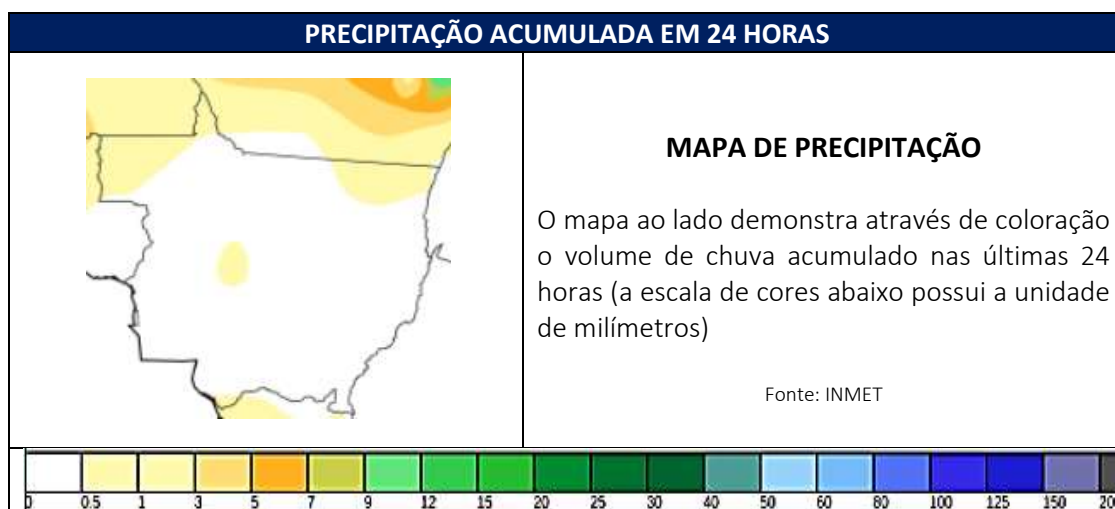 PRECIPITAÇÃO ACUMULADA EM 24 HORAS
MAPA DE PRECIPITAÇÃO
O mapa ao lado demonstra através de coloração
o volume de chuva acumulado nas últimas 24
horas (a escala de cores abaixo possui a unidade
de milímetros)
Fonte: INMET
0 0.5 1 3 5 7 9 12 15 20 25 30 40 50 60 80 100 125 150 200